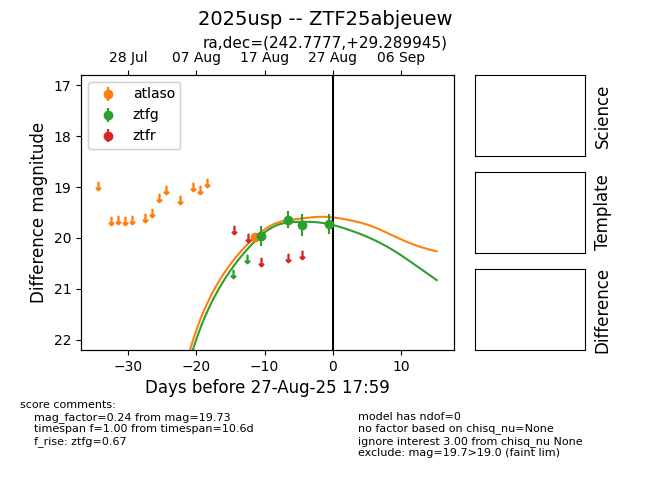 2025usp -- ZTF25abjeuew
ra,dec=(242.7777,+29.289945)
28 Jul 07 Aug 17 Aug 27 Aug 06 Sep
atlaso
ztfg
ztfr
17
18
19
20
21
22
Difference magnitude
−30 −20 −10 0 10
Days before 27-Aug-25 17:59
Science
Template
Difference
score comments:
mag_factor=0.24 from mag=19.73
timespan f=1.00 from timespan=10.6d
f_rise: ztfg=0.67
model has ndof=0
no factor based on chisq_nu=None
ignore interest 3.00 from chisq_nu None
exclude: mag=19.7>19.0 (faint lim)